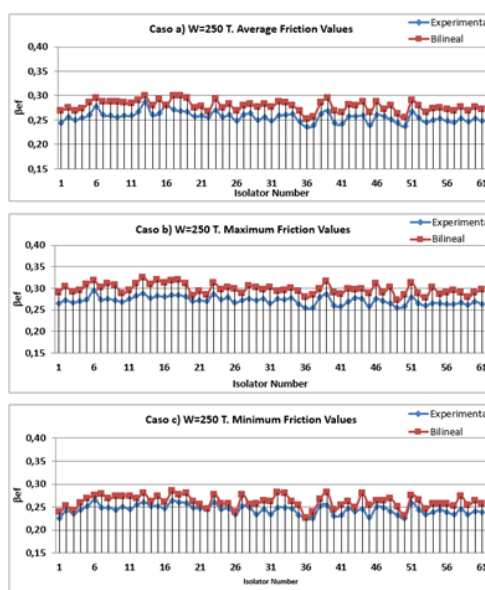 Caso a) W=250 T. Average Friction Values
Experimental
Bilineal
0,40
0,35
0,30
0,25
0,20
0,15
βef
1 6 11 16 21 26 31 36 41 46 51 56 61
Isolator Number
Caso b) W=250 T. Maximum Friction Values
Experimental
Bilineal
0,40
0,35
0,30
0,25
0,20
0,15
βef
1 6 11 16 21 26 31 36 41 46 51 56 61
Isolator Number
Caso c) W=250 T. Minimum Friction Values
Experimenta
Bilineal
0,40
0,35
0,30
0,25
0,20
0,15
βef
1 6 11 16 21 26 31 36 41 46 51 56 61
Isolator Number